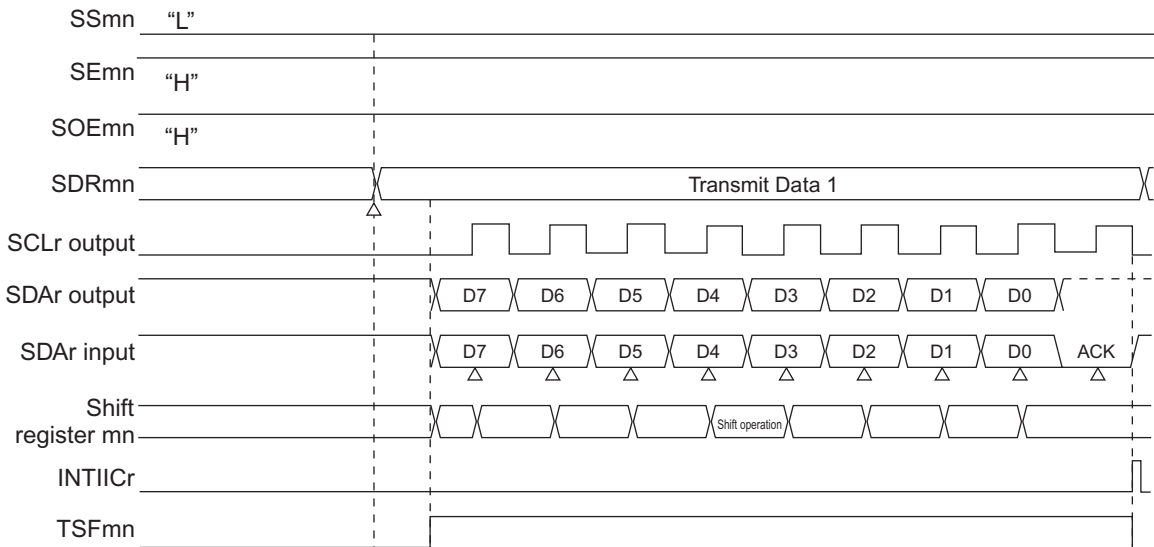 SSmn “L”
SEmn “H”
SOEmn “H”
SDRmn Transmit Data 1
SCLr output
SDAr output D7 D6 D5 D4 D3 D2 D1 D0
SDAr input D7 D6 D5 D4 D3 D2 D1 D0 ACK
Shift
register mn Shift operation
INTIICr
TSFmn